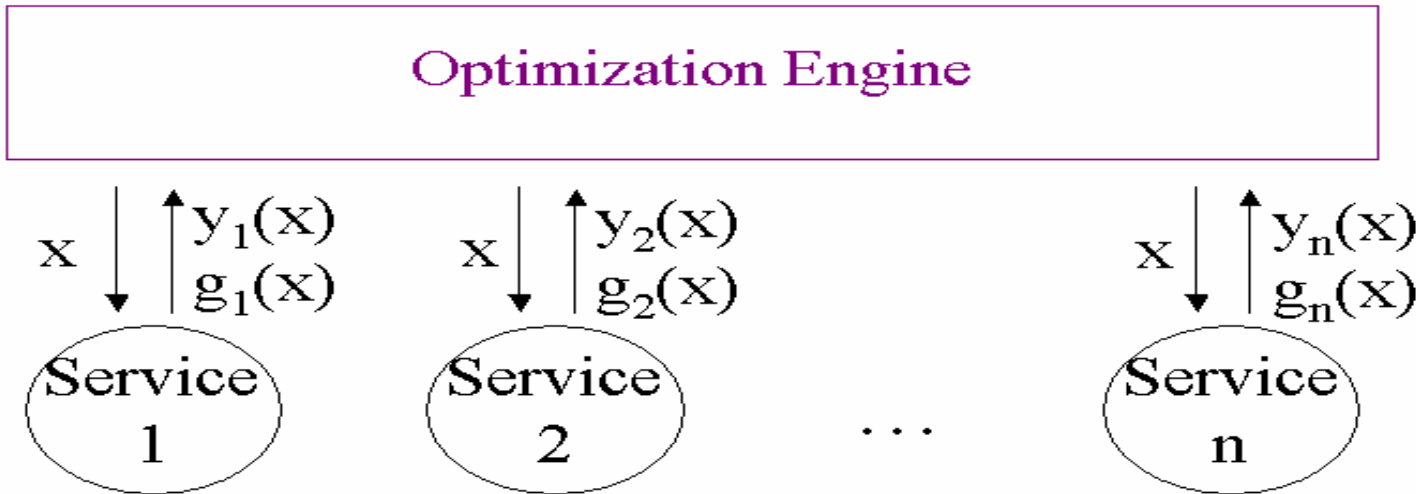 Optimization Engine
x y₁(x) x y₂(x) x yₙ(x)
g₁(x) g₂(x) gₙ(x)
Service Service Service
1 2 ... n